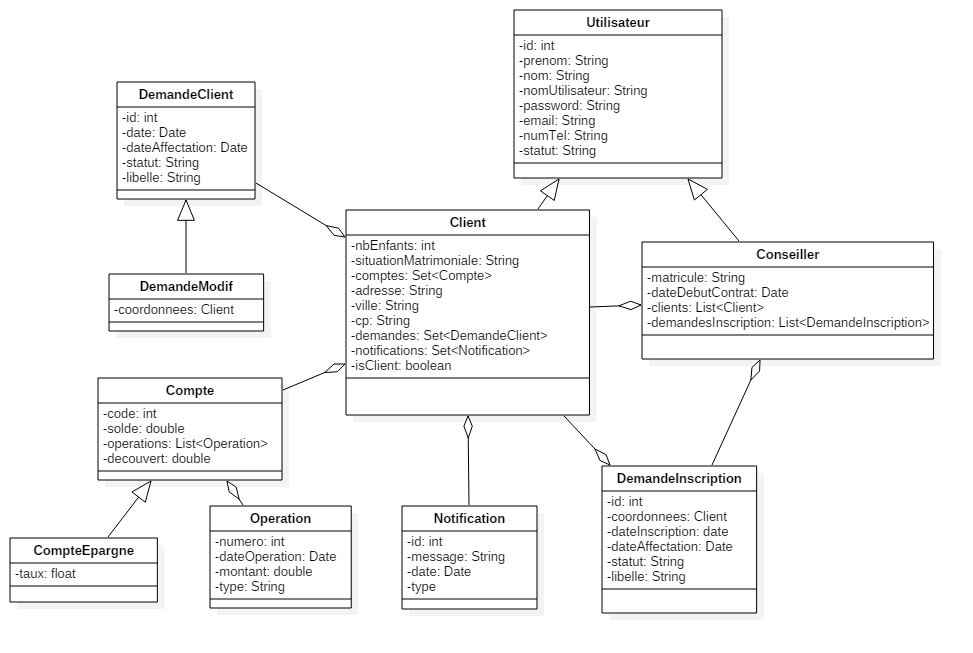 Utilisateur
-id: int
-prenom: String
-nom: String
-nomUtilisateur: String
-password: String
-email: String
-numTel: String
-statut: String
DemandeClient
-id: int
-date: Date
-dateAffectation: Date
-statut: String
-libelle: String
Client
-nbEnfants: int
-situationMatrimoniale: String
-comptes: Set<Compte>
-adresse: String
-ville: String
-cp: String
-demandes: Set<DemandeClient>
-notifications: Set<Notification>
-isClient: boolean
Conseiller
-matricule: String
-dateDebutContrat: Date
-clients: List<Client>
-demandesInscription: List<DemandeInscription>
DemandeModif
-coordonnees: Client
Compte
-code: int
-solde: double
-operations: List<Operation>
-decouvert: double
DemandeInscription
-id: int
-coordonnees: Client
-dateInscription: date
-dateAffectation: Date
-statut: String
-libelle: String
Operation
-numero: int
-dateOperation: Date
-montant: double
-type: String
Notification
-id: int
-message: String
-date: Date
-type
CompteEpargne
-taux: float